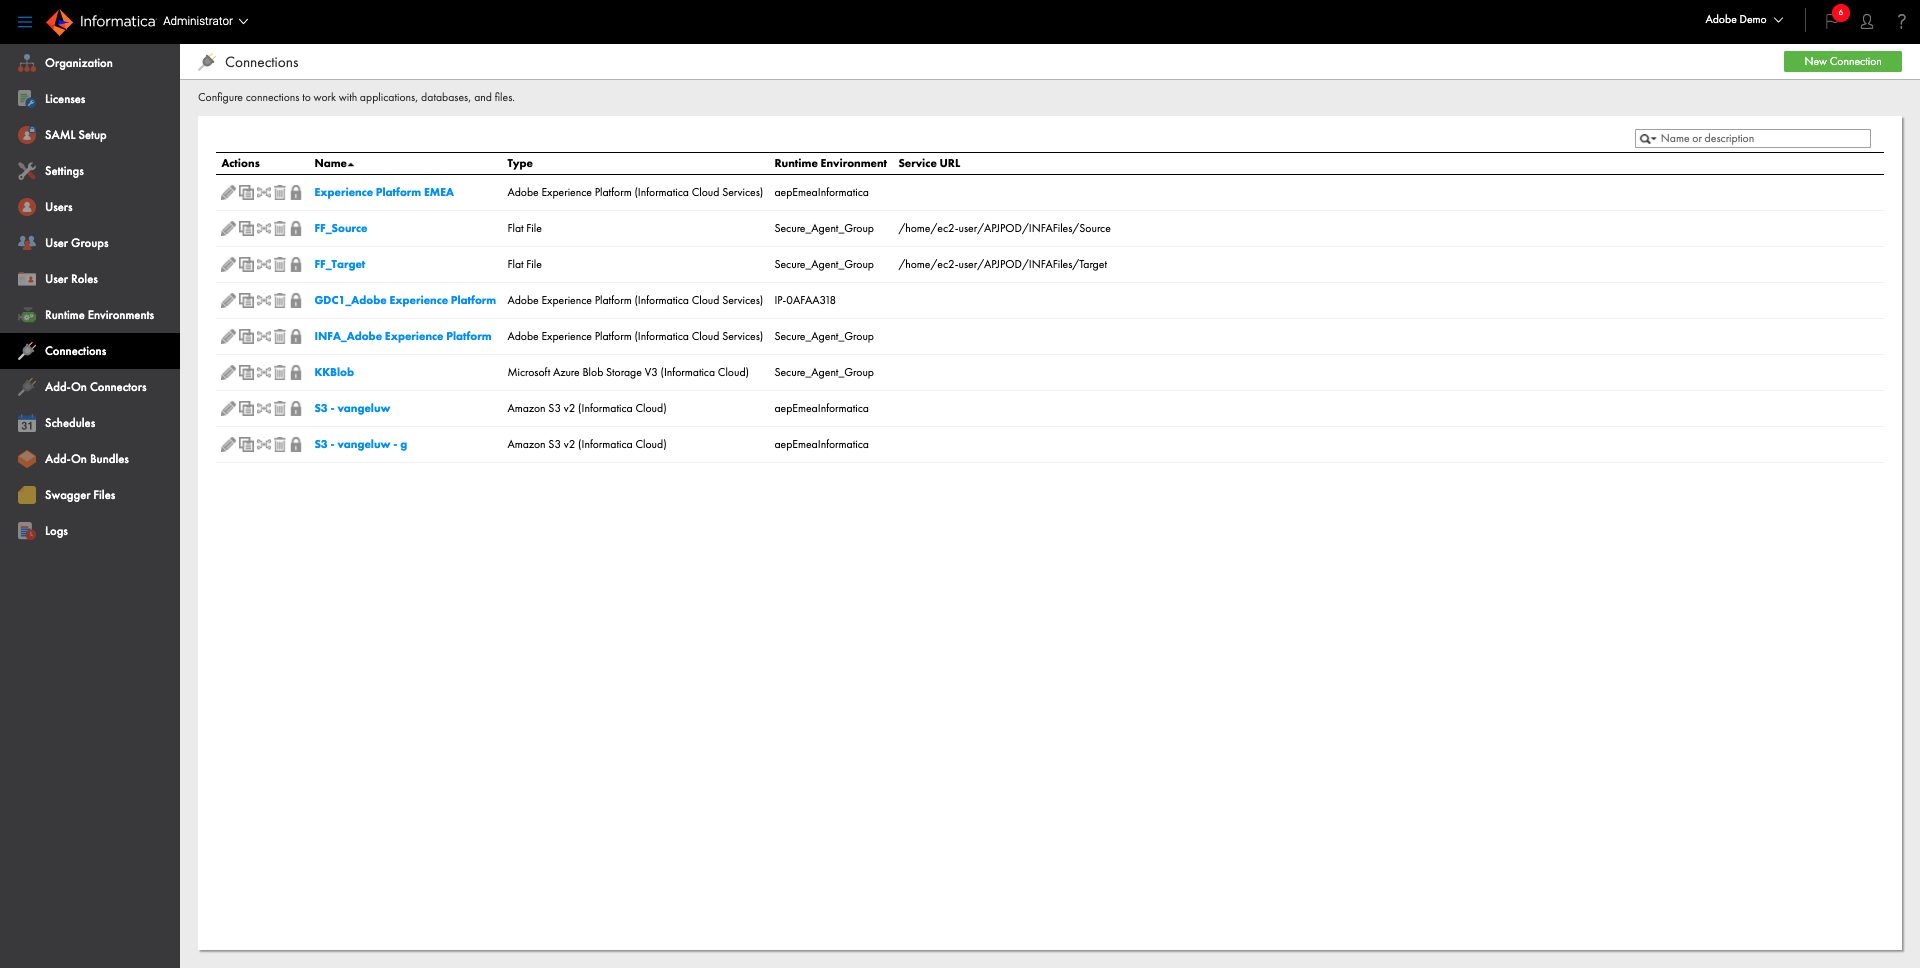 Informatica Administrator
Adobe Demo
6
?
Organization
Licenses
SAML Setup
Settings
Users
User Groups
User Roles
Runtime Environments
Connections
Add-On Connectors
31
Schedules
Add-On Bundles
Swagger Files
Logs
Connections
New Connection
Configure connections to work with applications, databases, and files.
Name or description
Actions Name Type Runtime Environment Service URL
Experience Platform EMEA Adobe Experience Platform (Informatica Cloud Services) aepEmeaInformatica
FF_Source Flat File Secure_Agent_Group /home/ec2-user/APJPOD/INFAFiles/Source
FF_Target Flat File Secure_Agent_Group /home/ec2-user/APJPOD/INFAFiles/Target
GDC1_Adobe Experience Platform Adobe Experience Platform (Informatica Cloud Services) IP-0AFAA318
INFA_Adobe Experience Platform Adobe Experience Platform (Informatica Cloud Services) Secure_Agent_Group
KKBlob Microsoft Azure Blob Storage V3 (Informatica Cloud) Secure_Agent_Group
S3 - vangeluw Amazon S3 v2 (Informatica Cloud) aepEmeaInformatica
S3 - vangeluw - g Amazon S3 v2 (Informatica Cloud) aepEmeaInformatica